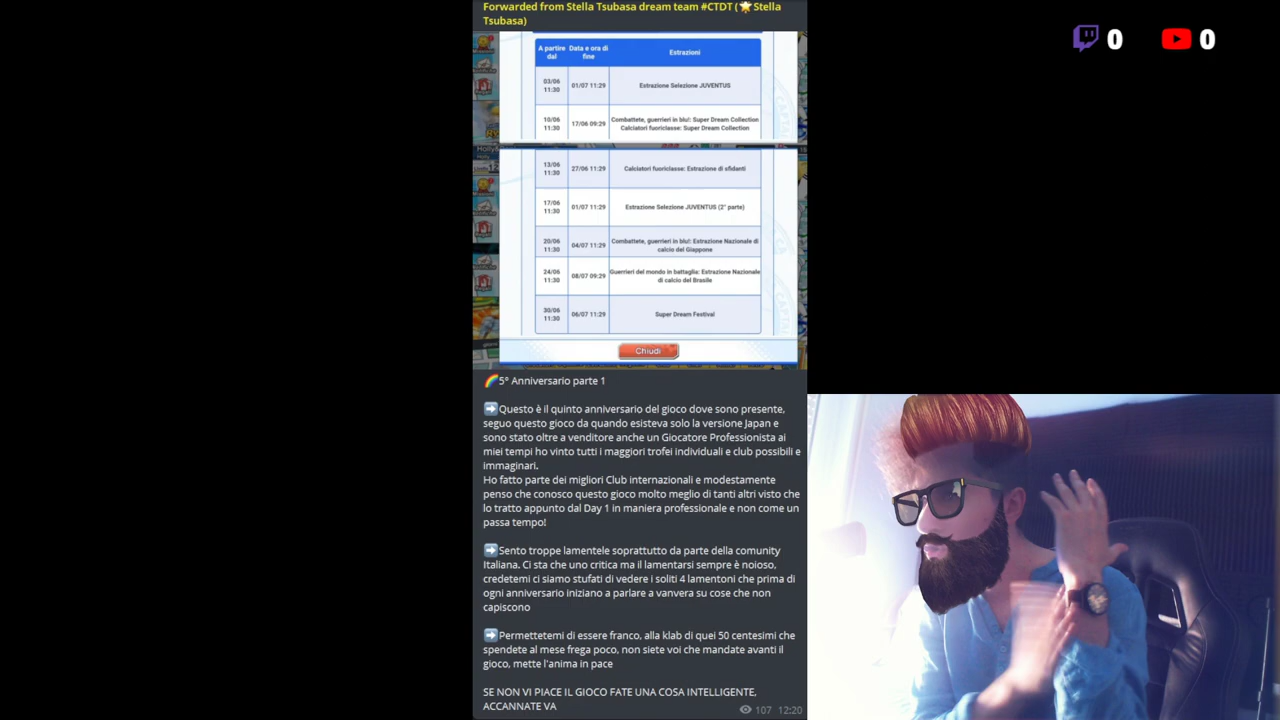 Forwarded from Stella Tsubasa dream team #CTDT (🌟Stella
Tsubasa)
0
0
A partire dal
Data e ora di fine
Estrazioni
03/06 11:30
01/07 11:29
Estrazione Selezione JUVENTUS
10/06 11:30
17/06 09:29
Combattete, guerrieri in blu!: Super Dream Collection
Calciatori fuoriclasse: Super Dream Collection
13/06 11:30
27/06 11:29
Calciatori fuoriclasse: Estrazione di sfidanti
17/06 11:30
01/07 11:29
Estrazione Selezione JUVENTUS (2° parte)
20/06 11:30
04/07 11:29
Combattete, guerrieri in blu!: Estrazione Nazionale di
calcio del Giappone
24/06 11:30
08/07 09:29
Guerrieri del mondo in battaglia: Estrazione Nazionale
di calcio del Brasile
30/06 11:30
06/07 11:29
Super Dream Festival
Chiudi
🌈5° Anniversario parte 1
➡️Questo è il quinto anniversario del gioco dove sono presente,
seguo questo gioco da quando esisteva solo la versione Japan e
sono stato oltre a venditore anche un Giocatore Professionista ai
miei tempi ho vinto tutti i maggiori trofei individuali e club possibili e
immaginari.
Ho fatto parte dei migliori Club internazionali e modestamente
penso che conosco questo gioco molto meglio di tanti altri visto che
lo tratto appunto dal Day 1 in maniera professionale e non come un
passa tempo!
➡️Sento troppe lamentele soprattutto da parte della comunity
Italiana. Ci sta che uno critica ma il lamentarsi sempre è noioso,
credetemi ci siamo stufati di vedere i soliti 4 lamentoni che prima di
ogni anniversario iniziano a parlare a vanvera su cose che non
capiscono
➡️Permettetemi di essere franco, alla klab di quei 50 centesimi che
spendete al mese frega poco, non siete voi che mandate avanti il
gioco, mette l'anima in pace
SE NON VI PIACE IL GIOCO FATE UNA COSA INTELLIGENTE,
ACCANNATE VA
107 12:20